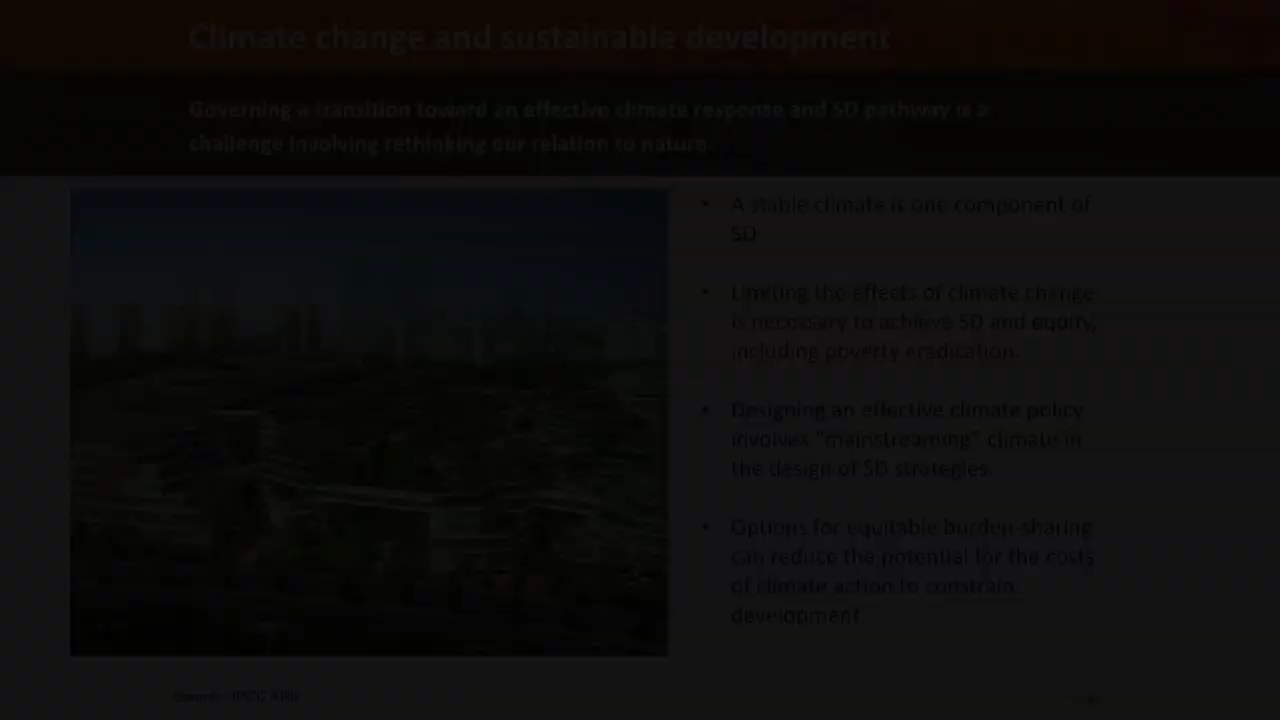 Climate change and sustainable development
Governing a transition toward an effective climate response and SD pathway is a
challenge involving rethinking our relation to nature.
• A stable climate is one component of
SD
• Limiting the effects of climate change
is necessary to achieve SD and equity,
including poverty eradication.
• Designing an effective climate policy
involves "mainstreaming" climate in
the design of SD strategies.
• Options for equitable burden-sharing
can reduce the potential for the costs
of climate action to constrain
development.